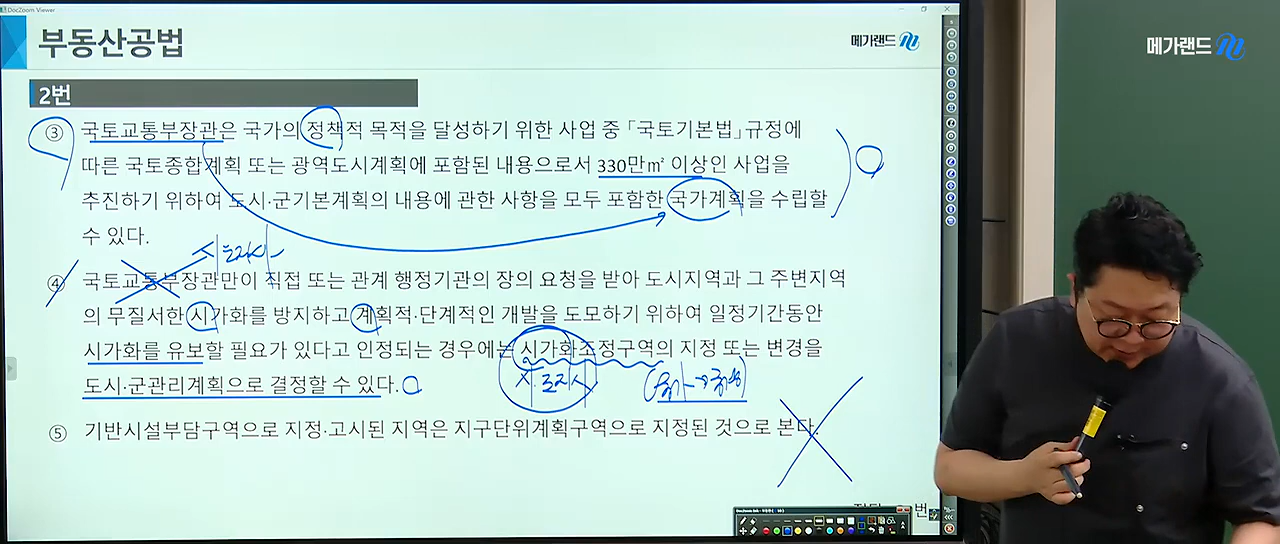 DocZoom Viewer
부동산공법
메가랜드
메가랜드
2번
③ 국토교통부장관은 국가의 정책적 목적을 달성하기 위한 사업 중 「국토기본법」규정에
따른 국토종합계획 또는 광역도시계획에 포함된 내용으로서 330만㎡ 이상인 사업을
추진하기 위하여 도시·군기본계획의 내용에 관한 사항을 모두 포함한 국가계획을 수립할
수 있다.
④ 국토교통부장관만이 직접 또는 관계 행정기관의 장의 요청을 받아 도시지역과 그 주변지역
의 무질서한 시가화를 방지하고 계획적·단계적인 개발을 도모하기 위하여 일정기간동안
시가화를 유보할 필요가 있다고 인정되는 경우에는 시가화조정구역의 지정 또는 변경을
도시·군관리계획으로 결정할 수 있다.
⑤ 기반시설부담구역으로 지정·고시된 지역은 지구단위계획구역으로 지정된 것으로 본다.
번